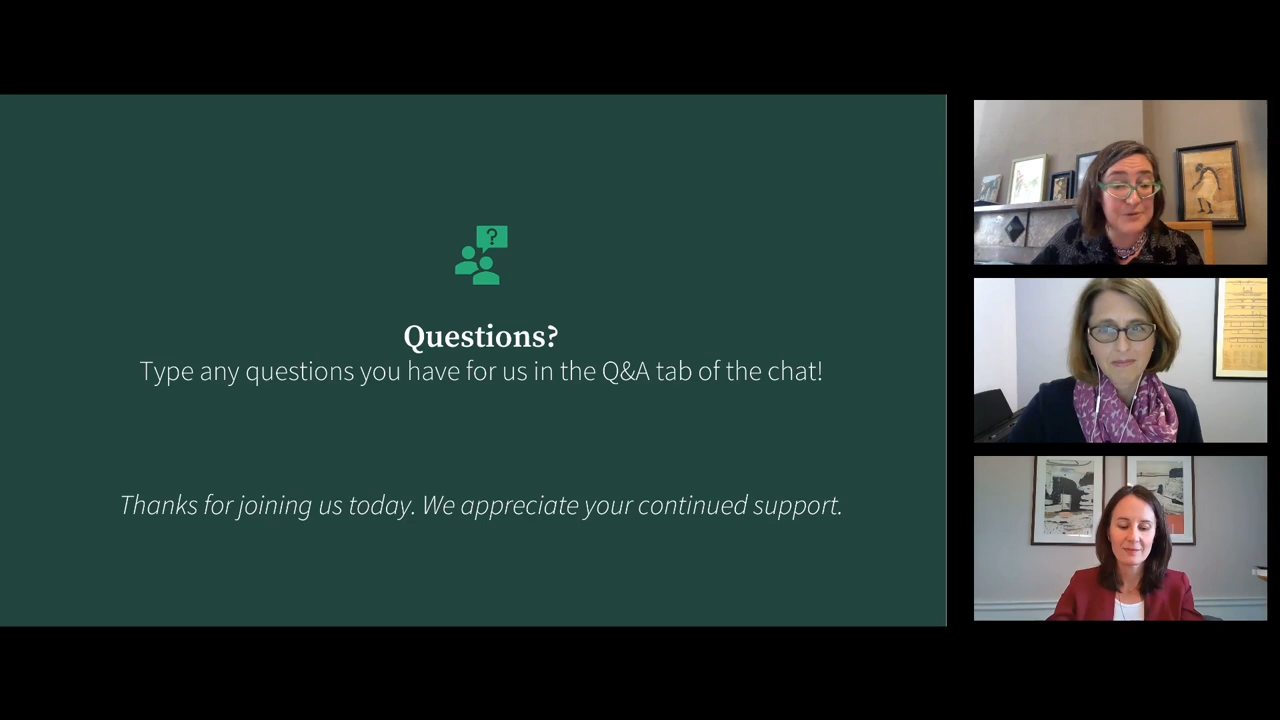 ?
Questions?
Type any questions you have for us in the Q&A tab of the chat!
Thanks for joining us today. We appreciate your continued support.